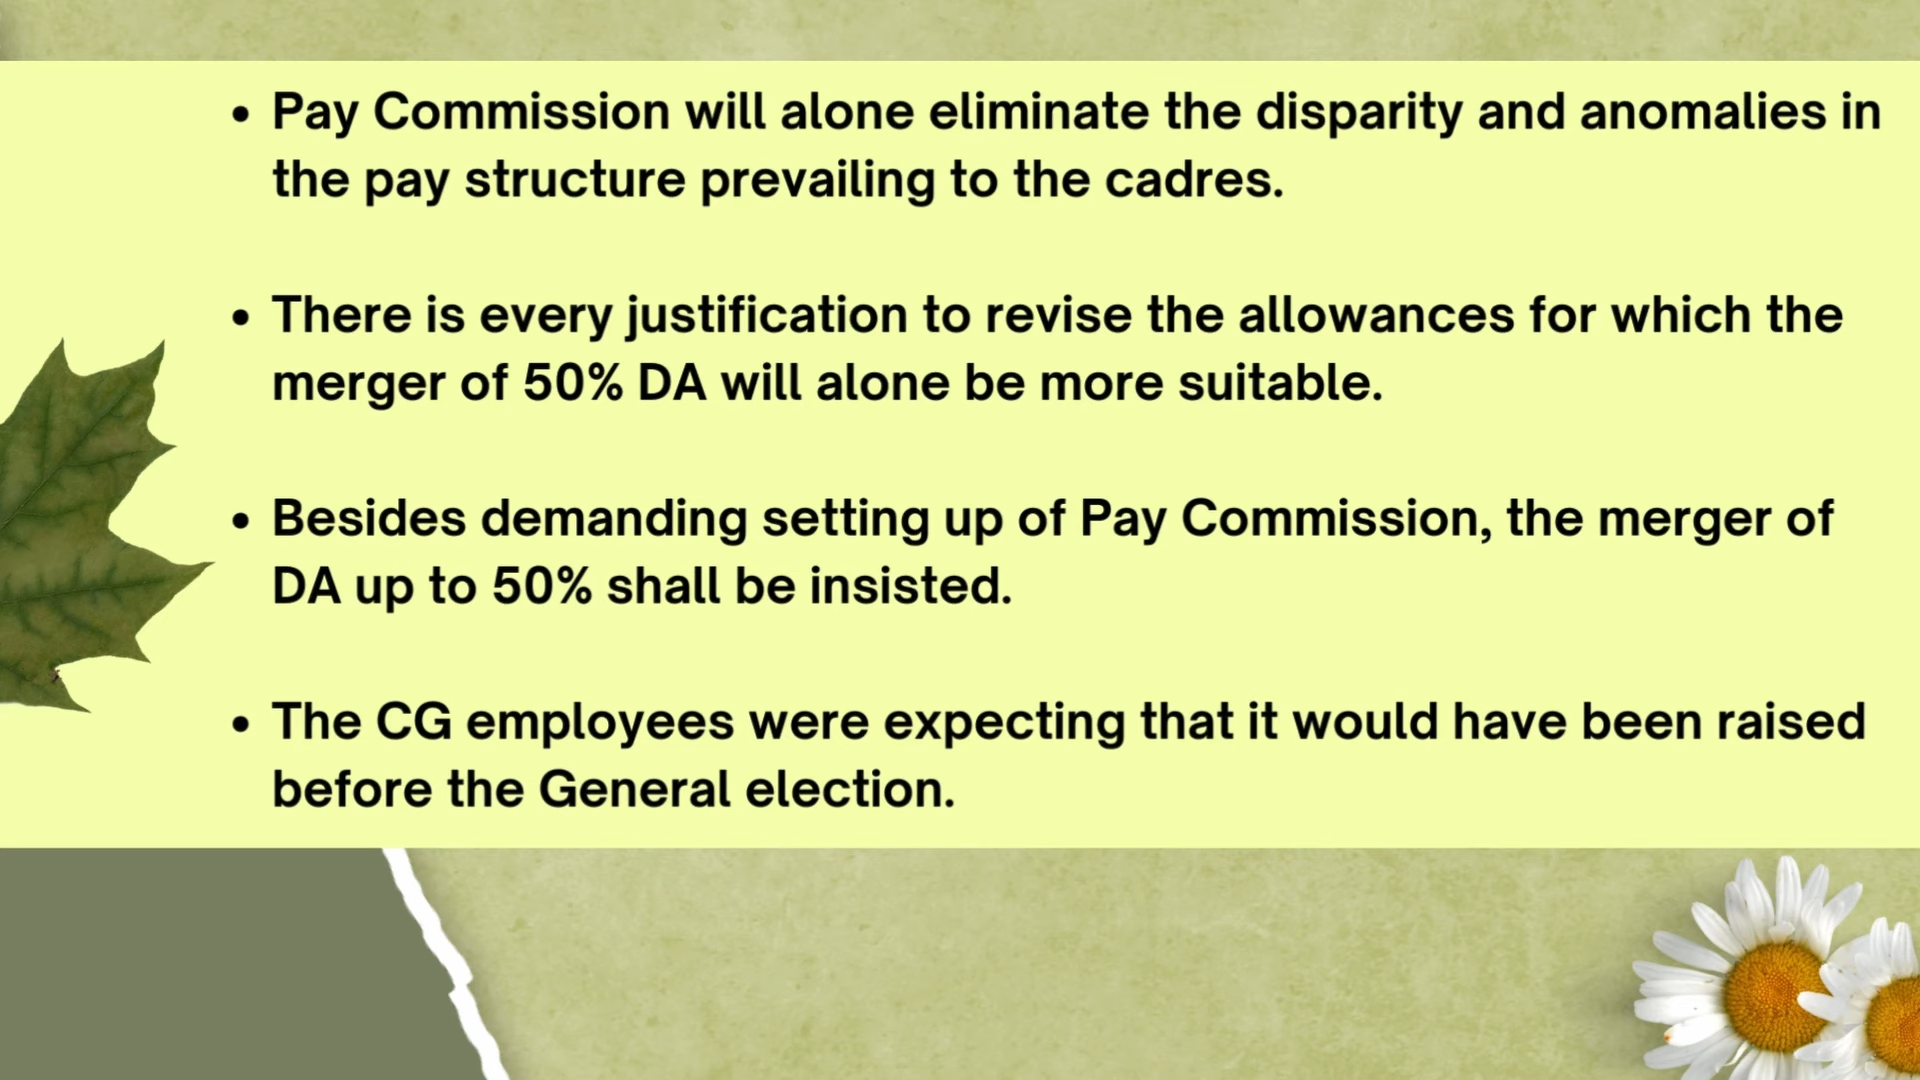 • Pay Commission will alone eliminate the disparity and anomalies in
the pay structure prevailing to the cadres.
• There is every justification to revise the allowances for which the
merger of 50% DA will alone be more suitable.
• Besides demanding setting up of Pay Commission, the merger of
DA up to 50% shall be insisted.
• The CG employees were expecting that it would have been raised
before the General election.